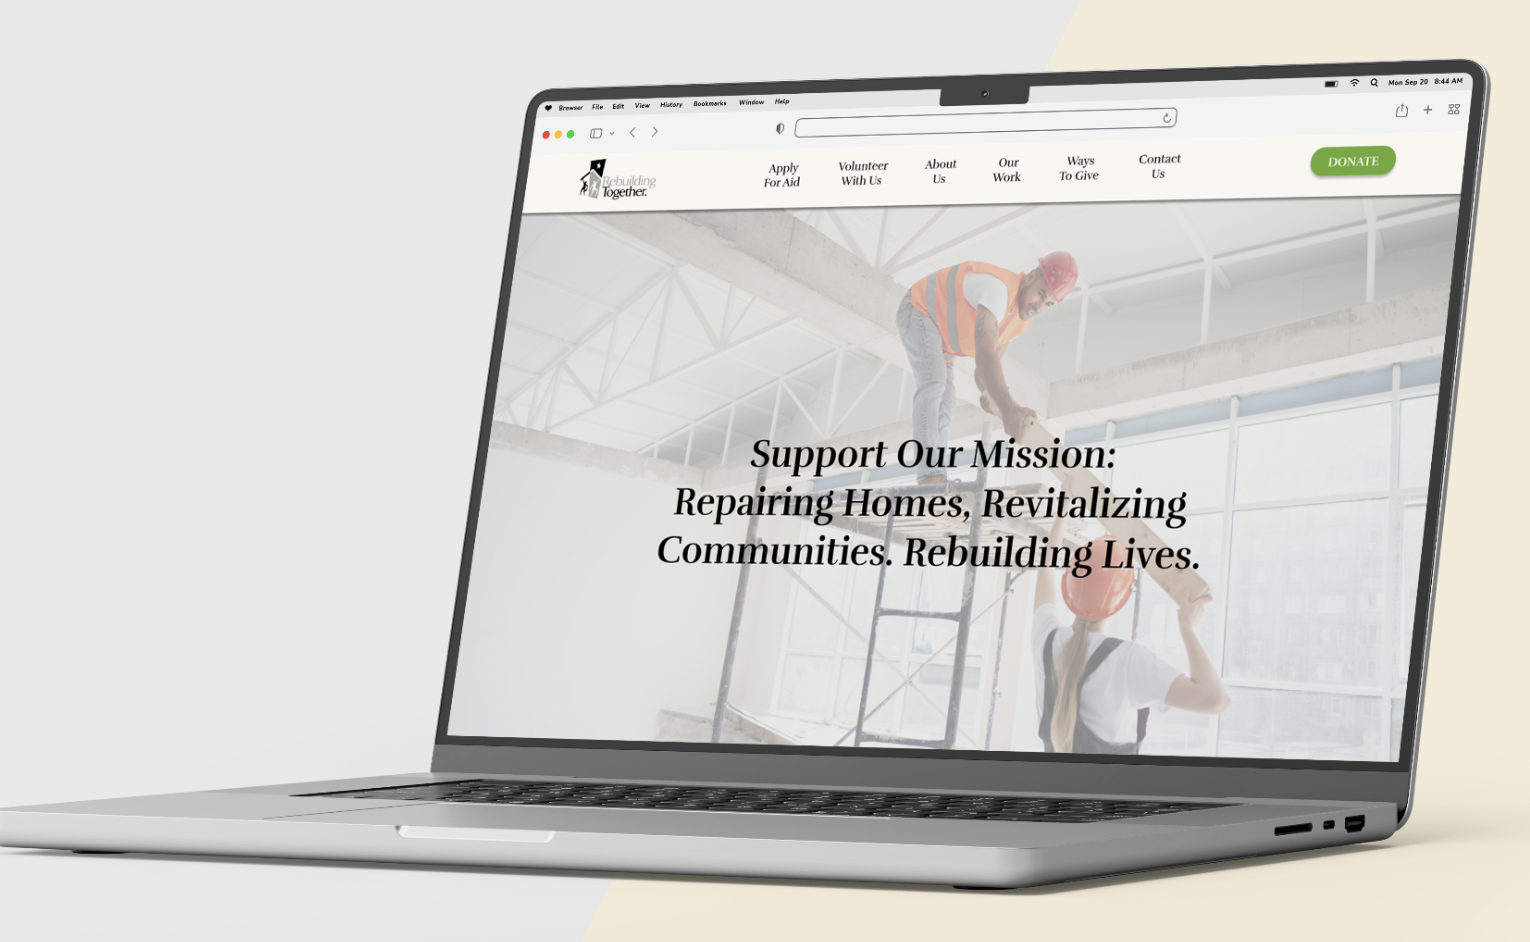 Browser File Edit View History Bookmarks Window Help
Mon Sep 20 8:44 AM
Rebuilding
Together.
Apply
For Aid
Volunteer
With Us
About
Us
Our
Work
Ways
To Give
Contact
Us
DONATE
Support Our Mission:
Repairing Homes, Revitalizing
Communities. Rebuilding Lives.